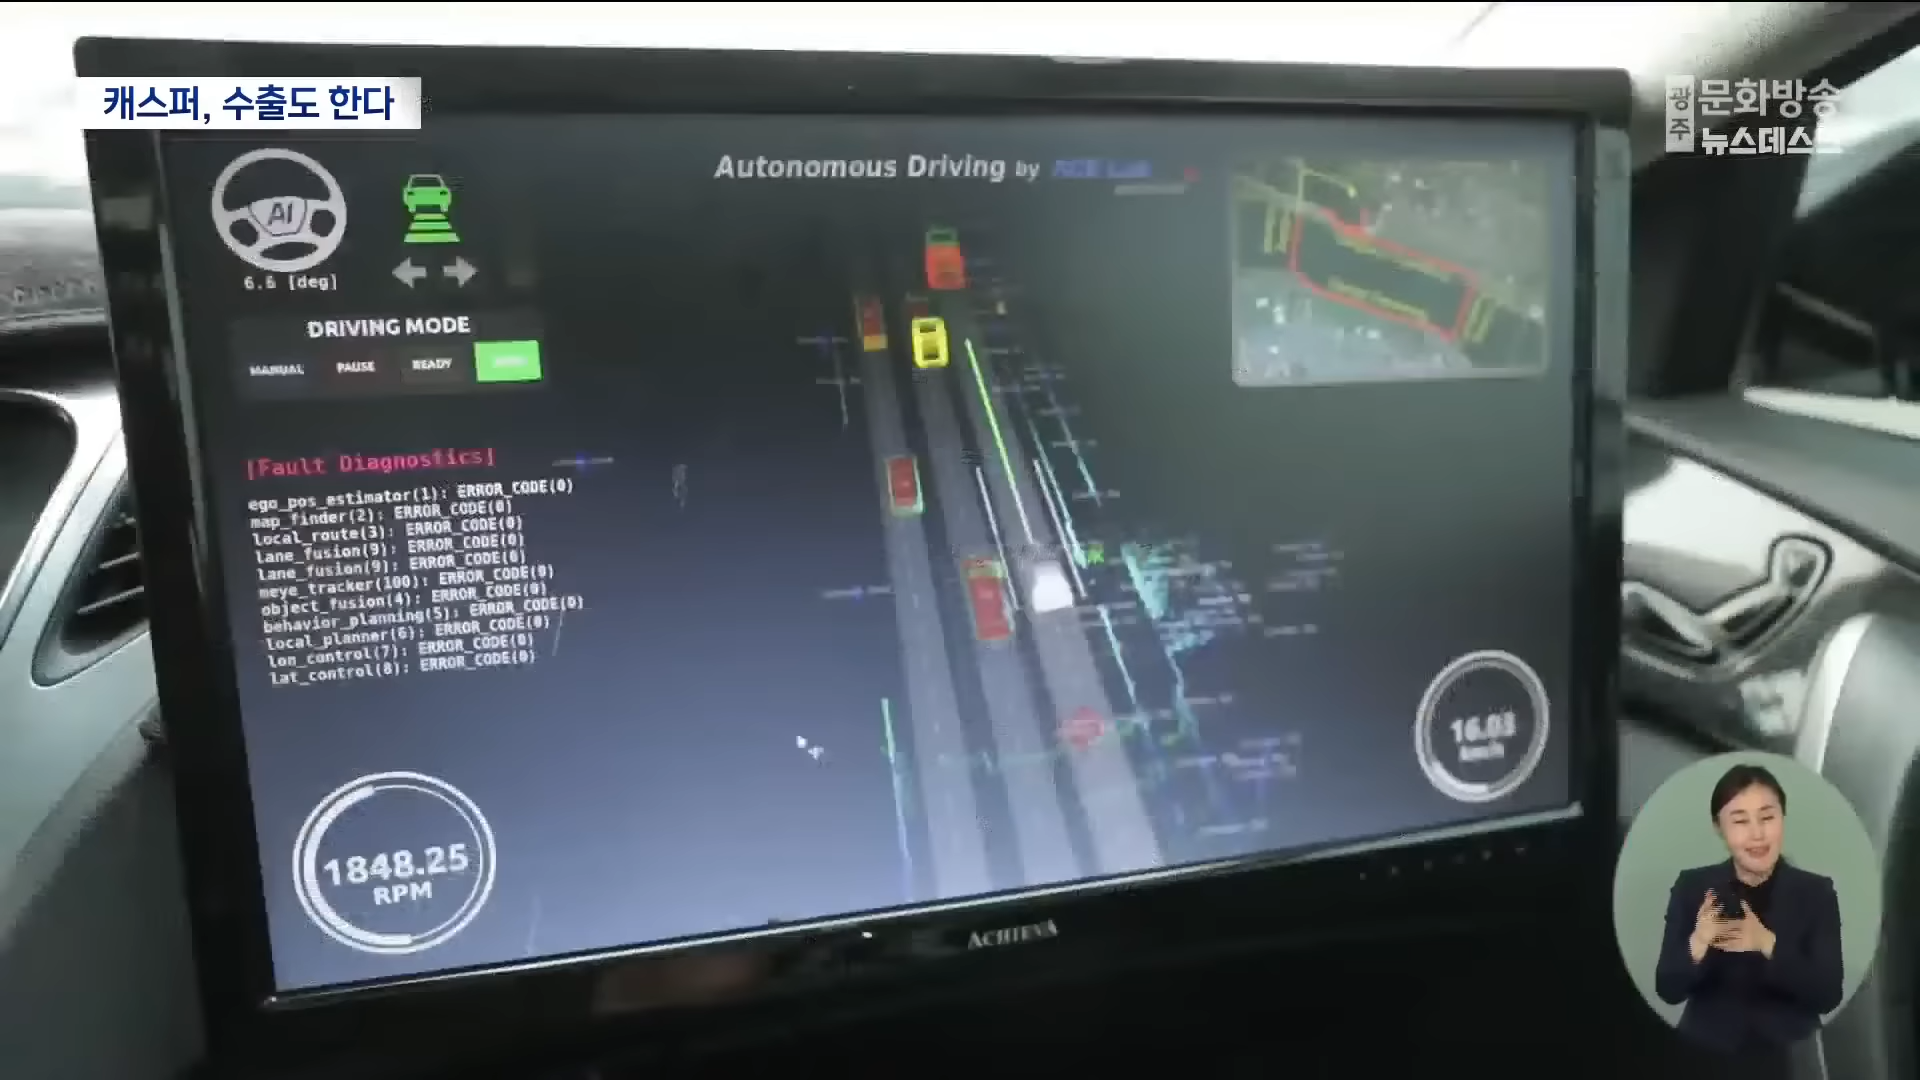 캐스퍼, 수출도 한다
광주
문화방송
뉴스데스크
Autonomous Driving by ACE Lab
AI
6.6 [deg]
DRIVING MODE
MANUAL PAUSE READY
[Fault Diagnostics]
ego_pos_estimator(1): ERROR_CODE(0)
map_finder(2): ERROR_CODE(0)
local_route(3): ERROR_CODE(0)
lane_fusion(9): ERROR_CODE(0)
lane_fusion(9): ERROR_CODE(0)
meye_tracker(100): ERROR_CODE(0)
object_fusion(4): ERROR_CODE(0)
behavior_planning(5): ERROR_CODE(0)
local_planner(6): ERROR_CODE(0)
lon_control(7): ERROR_CODE(0)
lat_control(8): ERROR_CODE(0)
1848.25
RPM
16.03
km/h
ACHIEVA